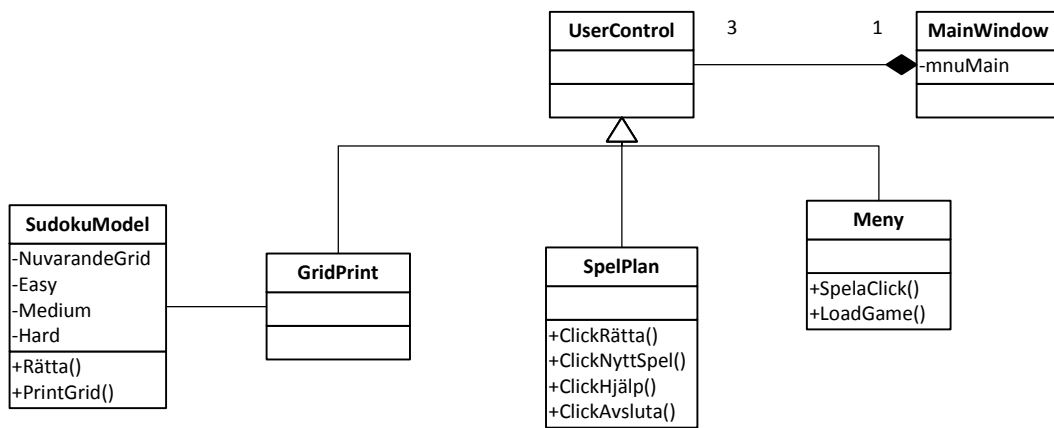 UserControl
3
1
MainWindow
-mnuMain
SudokuModel
-NuvarandeGrid
-Easy
-Medium
-Hard
+Rätta()
+PrintGrid()
GridPrint
SpelPlan
+ClickRätta()
+ClickNyttSpel()
+ClickHjälp()
+ClickAvsluta()
Meny
+SpelaClick()
+LoadGame()